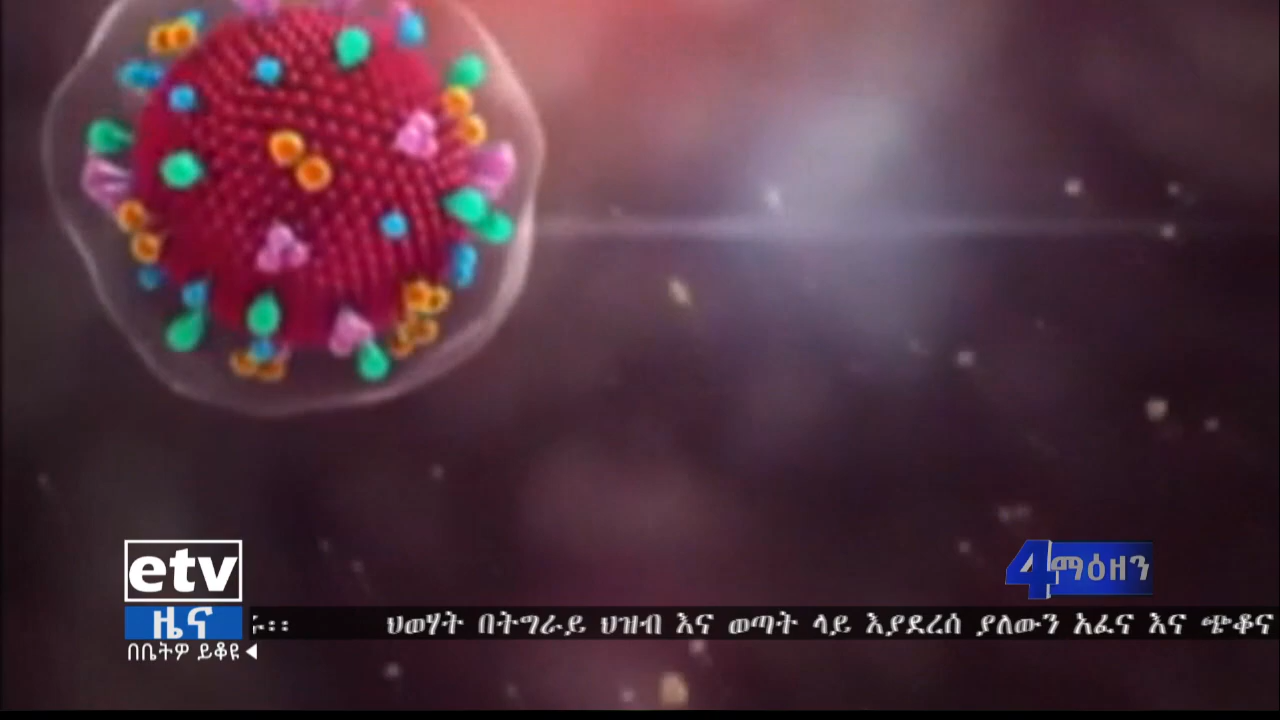 etv
4ማዕዘን
ዜና
ህወሃት በትግራይ ህዝብ እና ወጣት ላይ እያደረሰ ያለውን አፈና እና ጭቆና
በቤትዎ ይቆዩ